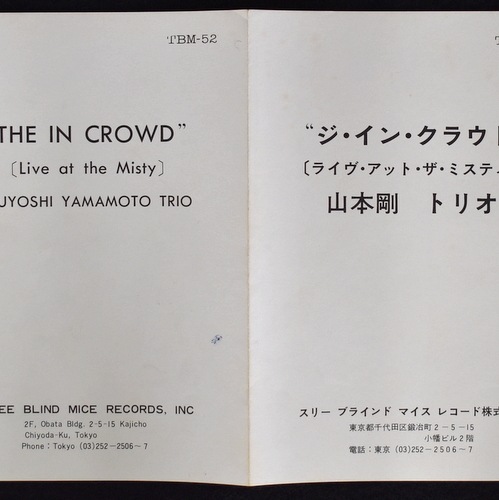 TBM-52
THE IN CROWD"
〔Live at the Misty〕
UYOSHI YAMAMOTO TRIO
EE BLIND MICE RECORDS, INC
2F, Obata Bldg. 2-5-15 Kajicho
Chiyoda-Ku, Tokyo
Phone : Tokyo (03)252-2506~7
"ジ・イン・クラウド
〔ライヴ・アット・ザ・ミスティ
山本剛 トリオ
スリー ブラインド マイス レコード株式
東京都千代田区鍛冶町2-5-15
小幡ビル2階
電話：東京 (03)252-2506~7